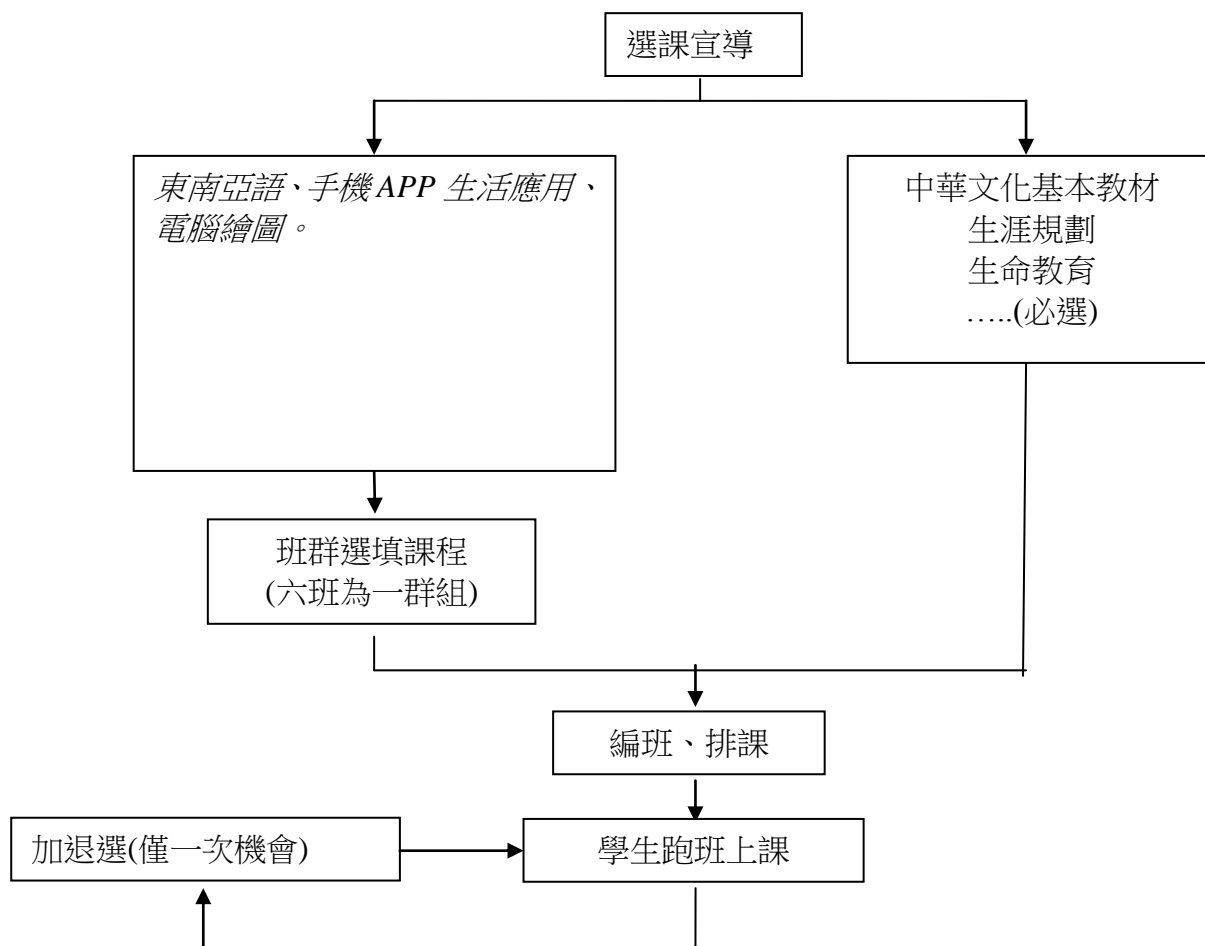 選課宣導
東南亞語、手機 APP 生活應用、
電腦繪圖。
中華文化基本教材
生涯規劃
生命教育
…..(必選)
班群選填課程
(六班為一群組)
編班、排課
加退選(僅一次機會)
學生跑班上課